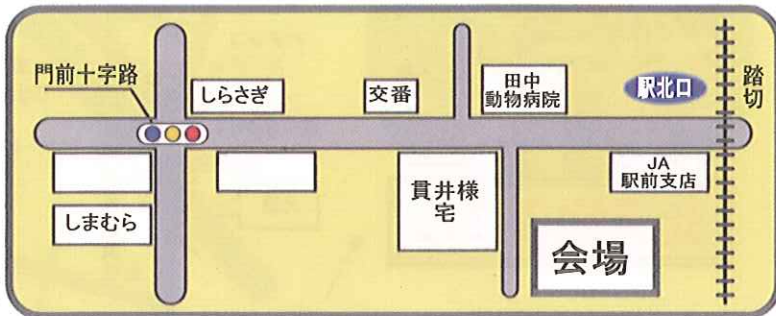 門前十字路
しらさぎ
交番
田中
動物病院
駅北口
踏切
しまむら
貫井様
宅
JA
駅前支店
会場